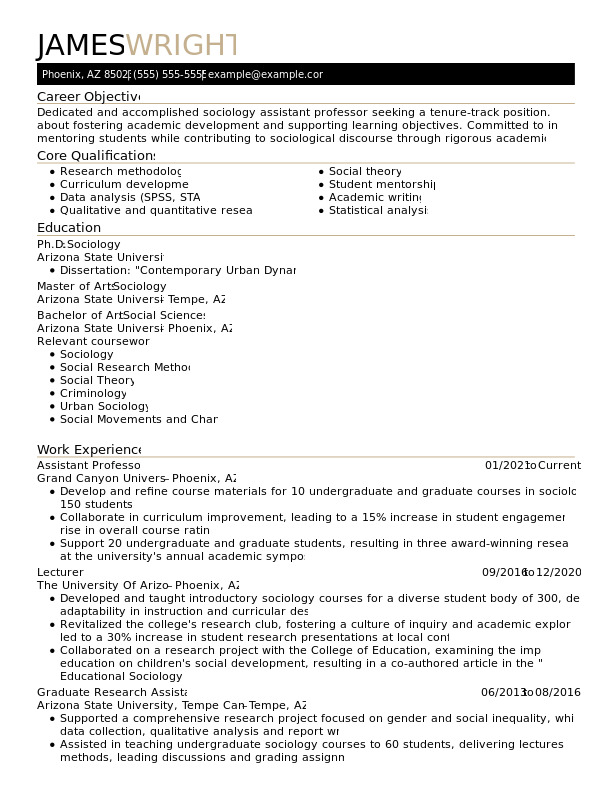 JAMES WRIGHT
Phoenix, AZ 8502 (555) 555-555 example@example.cor
Career Objective
Dedicated and accomplished sociology assistant professor seeking a tenure-track position.
about fostering academic development and supporting learning objectives. Committed to in
mentoring students while contributing to sociological discourse through rigorous academic
Core Qualifications
Research methodolog
Curriculum developme
Data analysis (SPSS, STA
Qualitative and quantitative resea
Social theory
Student mentorship
Academic writing
Statistical analysis
Education
Ph.D: Sociology
Arizona State Universi
Dissertation: "Contemporary Urban Dynar
Master of Arts Sociology
Arizona State Universi - Tempe, AZ
Bachelor of Art Social Sciences
Arizona State Universi - Phoenix, AZ
Relevant coursewor
Sociology
Social Research Metho
Social Theory
Criminology
Urban Sociology
Social Movements and Char
Work Experience
Assistant Professo 01/2021 to Current
Grand Canyon Univers – Phoenix, AZ
Develop and refine course materials for 10 undergraduate and graduate courses in sociolo
150 students
Collaborate in curriculum improvement, leading to a 15% increase in student engagemer
rise in overall course ratin
Support 20 undergraduate and graduate students, resulting in three award-winning resea
at the university's annual academic sympo
Lecturer 09/2016 to 12/2020
The University Of Arizo – Phoenix, AZ
Developed and taught introductory sociology courses for a diverse student body of 300, de
adaptability in instruction and curricular des
Revitalized the college's research club, fostering a culture of inquiry and academic explor
led to a 30% increase in student research presentations at local conf
Collaborated on a research project with the College of Education, examining the imp
education on children's social development, resulting in a co-authored article in the "
Educational Sociology
Graduate Research Assista 06/2013 to 08/2016
Arizona State University, Tempe Can – Tempe, AZ
Supported a comprehensive research project focused on gender and social inequality, whi
data collection, qualitative analysis and report wr
Assisted in teaching undergraduate sociology courses to 60 students, delivering lectures
methods, leading discussions and grading assignn